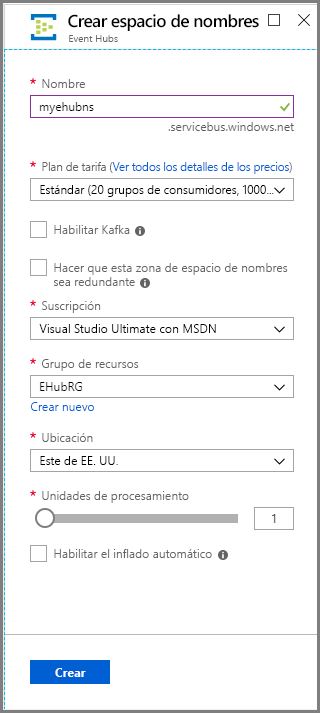 Crear espacio de nombres
Event Hubs
* Nombre
myehubns
.servicebus.windows.net
* Plan de tarifa (Ver todos los detalles de los precios)
Estándar (20 grupos de consumidores, 1000...
Habilitar Kafka
Hacer que esta zona de espacio de nombres
sea redundante
* Suscripción
Visual Studio Ultimate con MSDN
* Grupo de recursos
EHubRG
Crear nuevo
* Ubicación
Este de EE. UU.
* Unidades de procesamiento
1
Habilitar el inflado automático
Crear